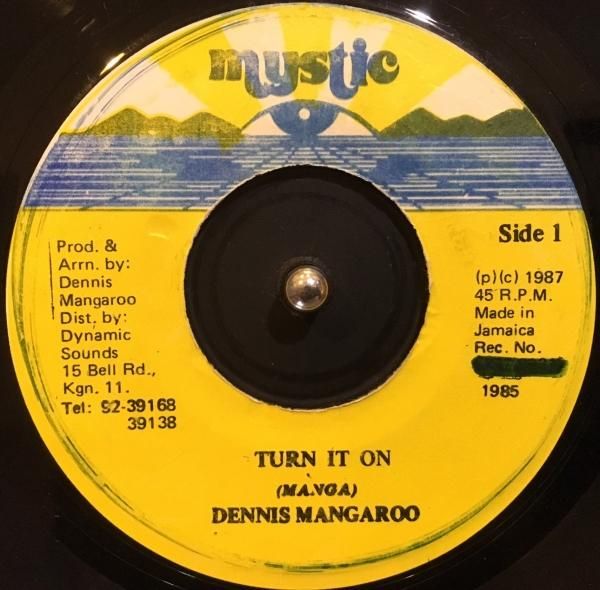 mystic
Side 1
Prod. &
Arrn. by:
Dennis
Mangaroo
Dist. by:
Dynamic
Sounds
15 Bell Rd.,
Kgn. 11.
Tel: 92-39168
39138
(p)(c) 1987
45 R.P.M.
Made in
Jamaica
Rec. No.
1985
TURN IT ON
(MANGA)
DENNIS MANGAROO